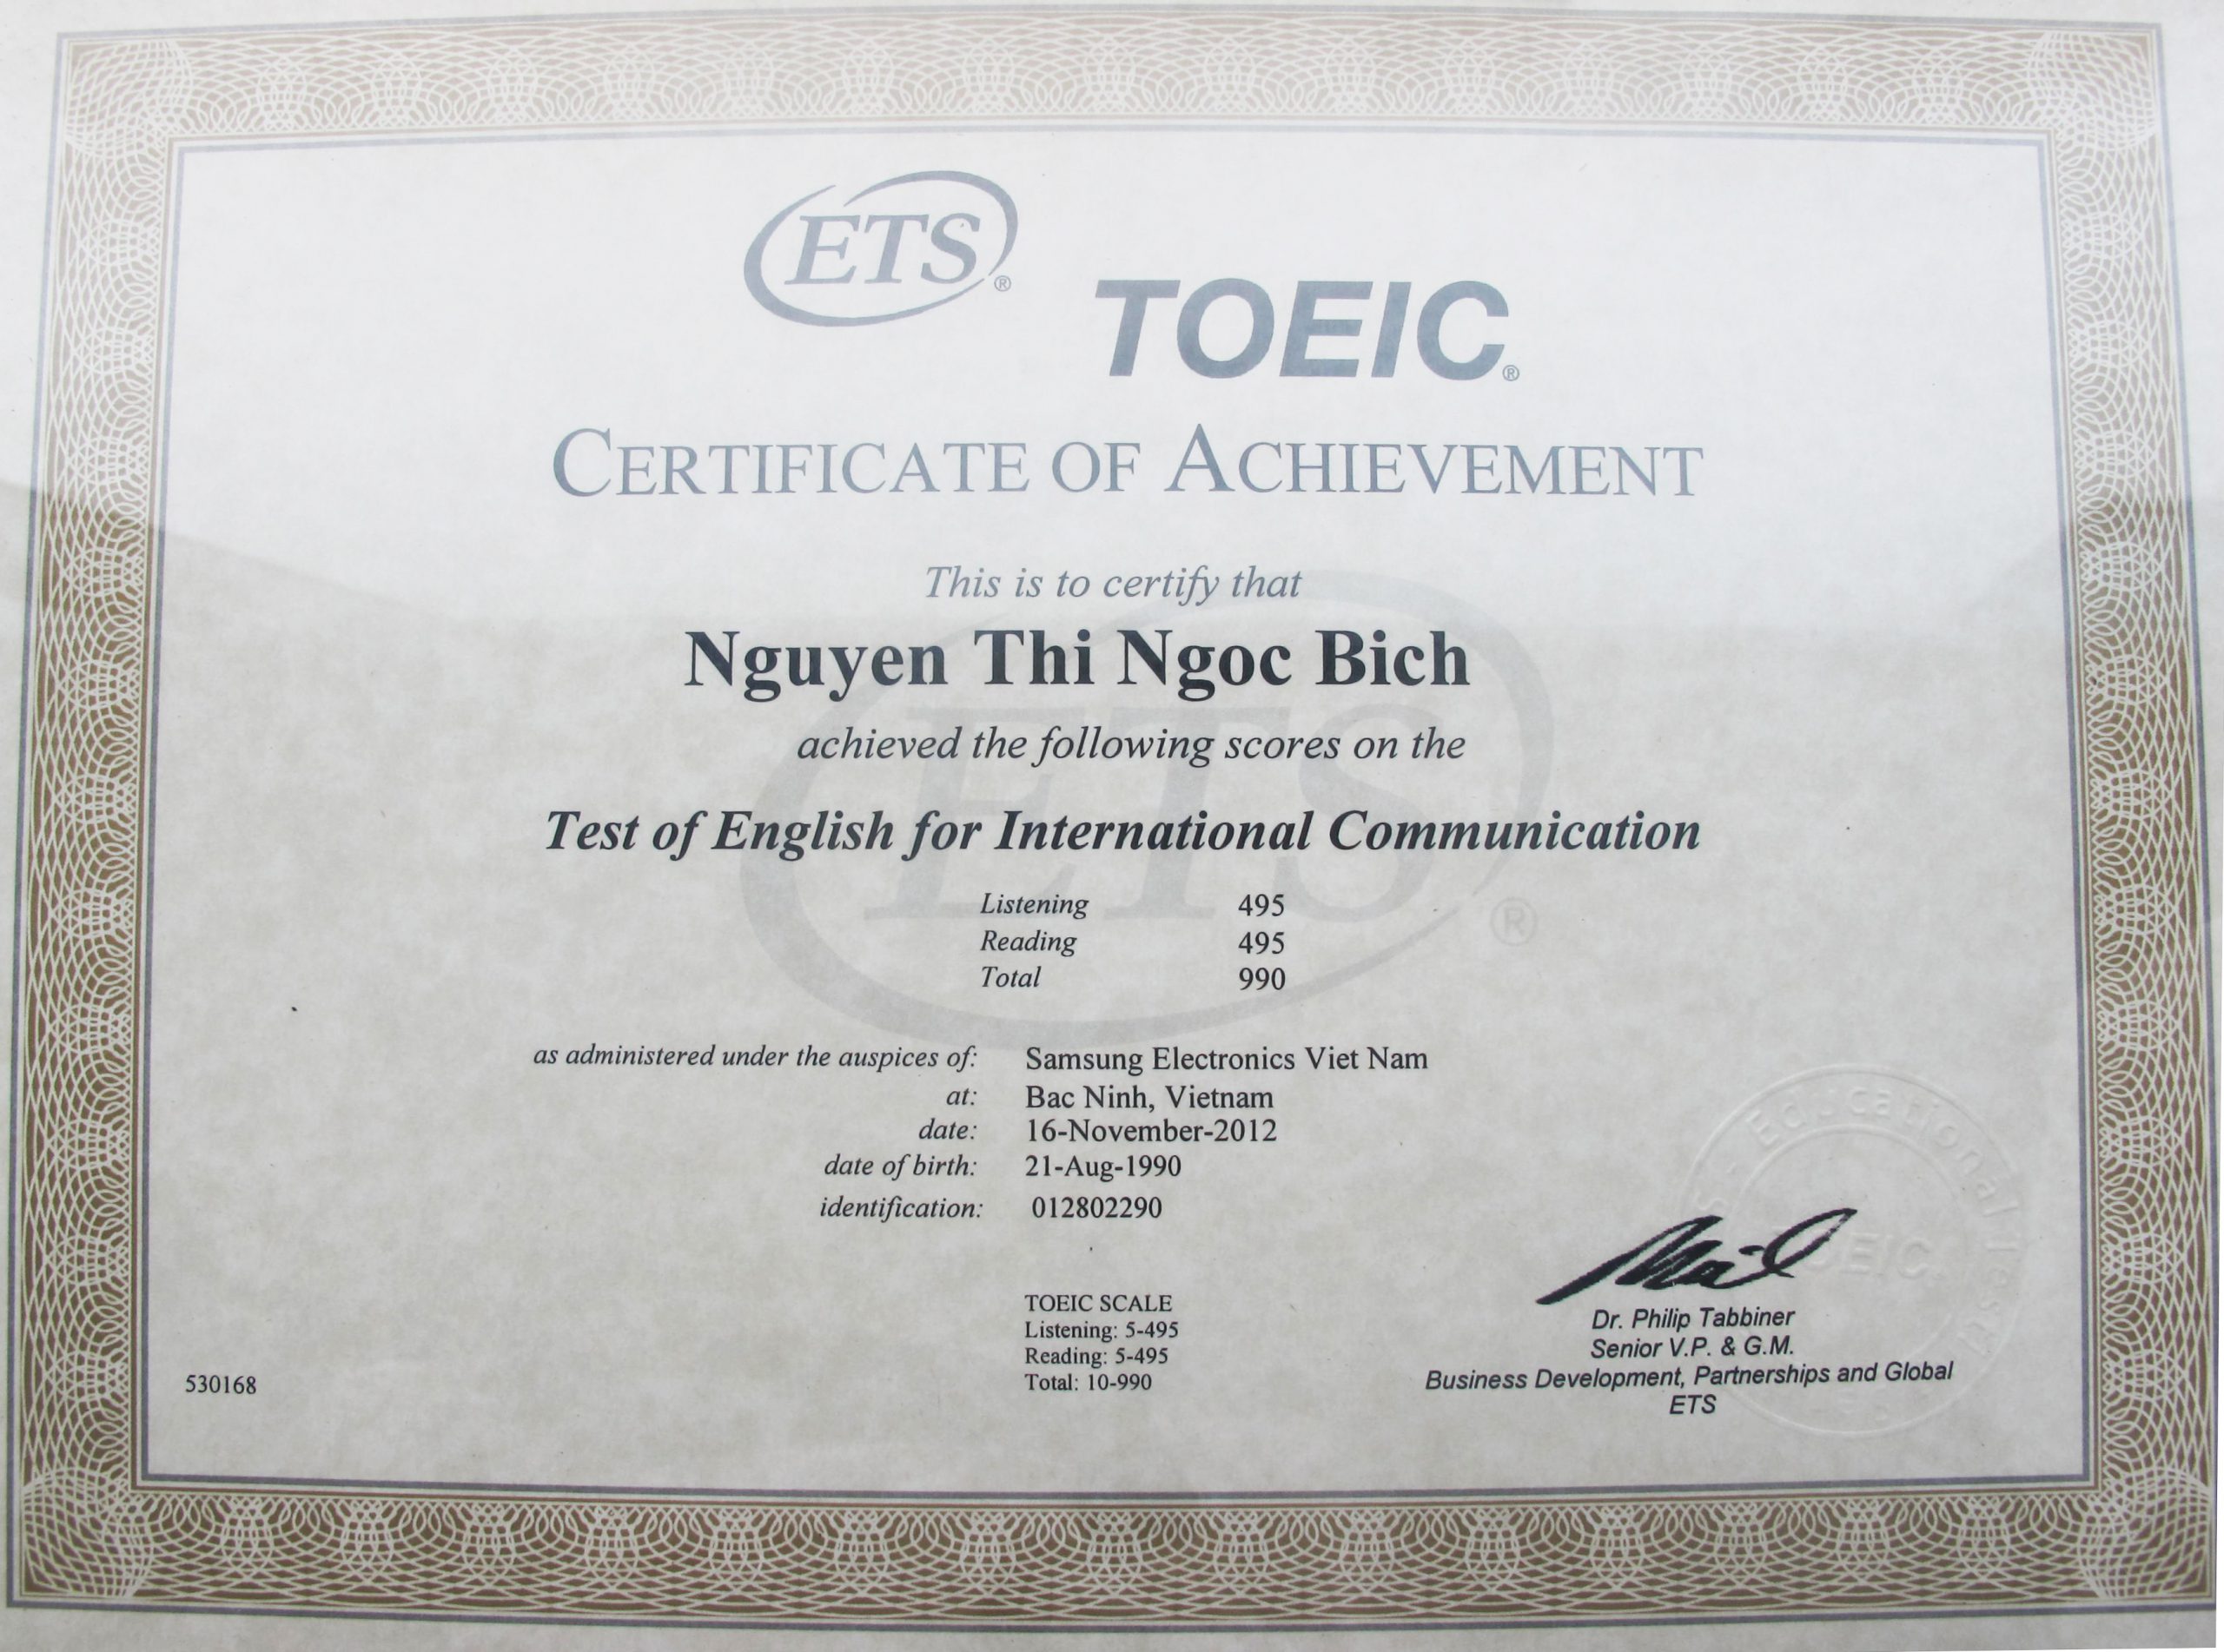 ETS®
TOEIC®
CERTIFICATE OF ACHIEVEMENT
This is to certify that
Nguyen Thi Ngoc Bich
achieved the following scores on the
Test of English for International Communication
Listening 495
Reading 495
Total 990
ETS®
as administered under the auspices of: Samsung Electronics Viet Nam
at: Bac Ninh, Vietnam
date: 16-November-2012
date of birth: 21-Aug-1990
identification: 012802290
TOEIC SCALE
Listening: 5-495
Reading: 5-495
Total: 10-990
530168
Educational Test
EIC
Dr. Philip Tabbiner
Senior V.P. & G.M.
Business Development, Partnerships and Global
ETS